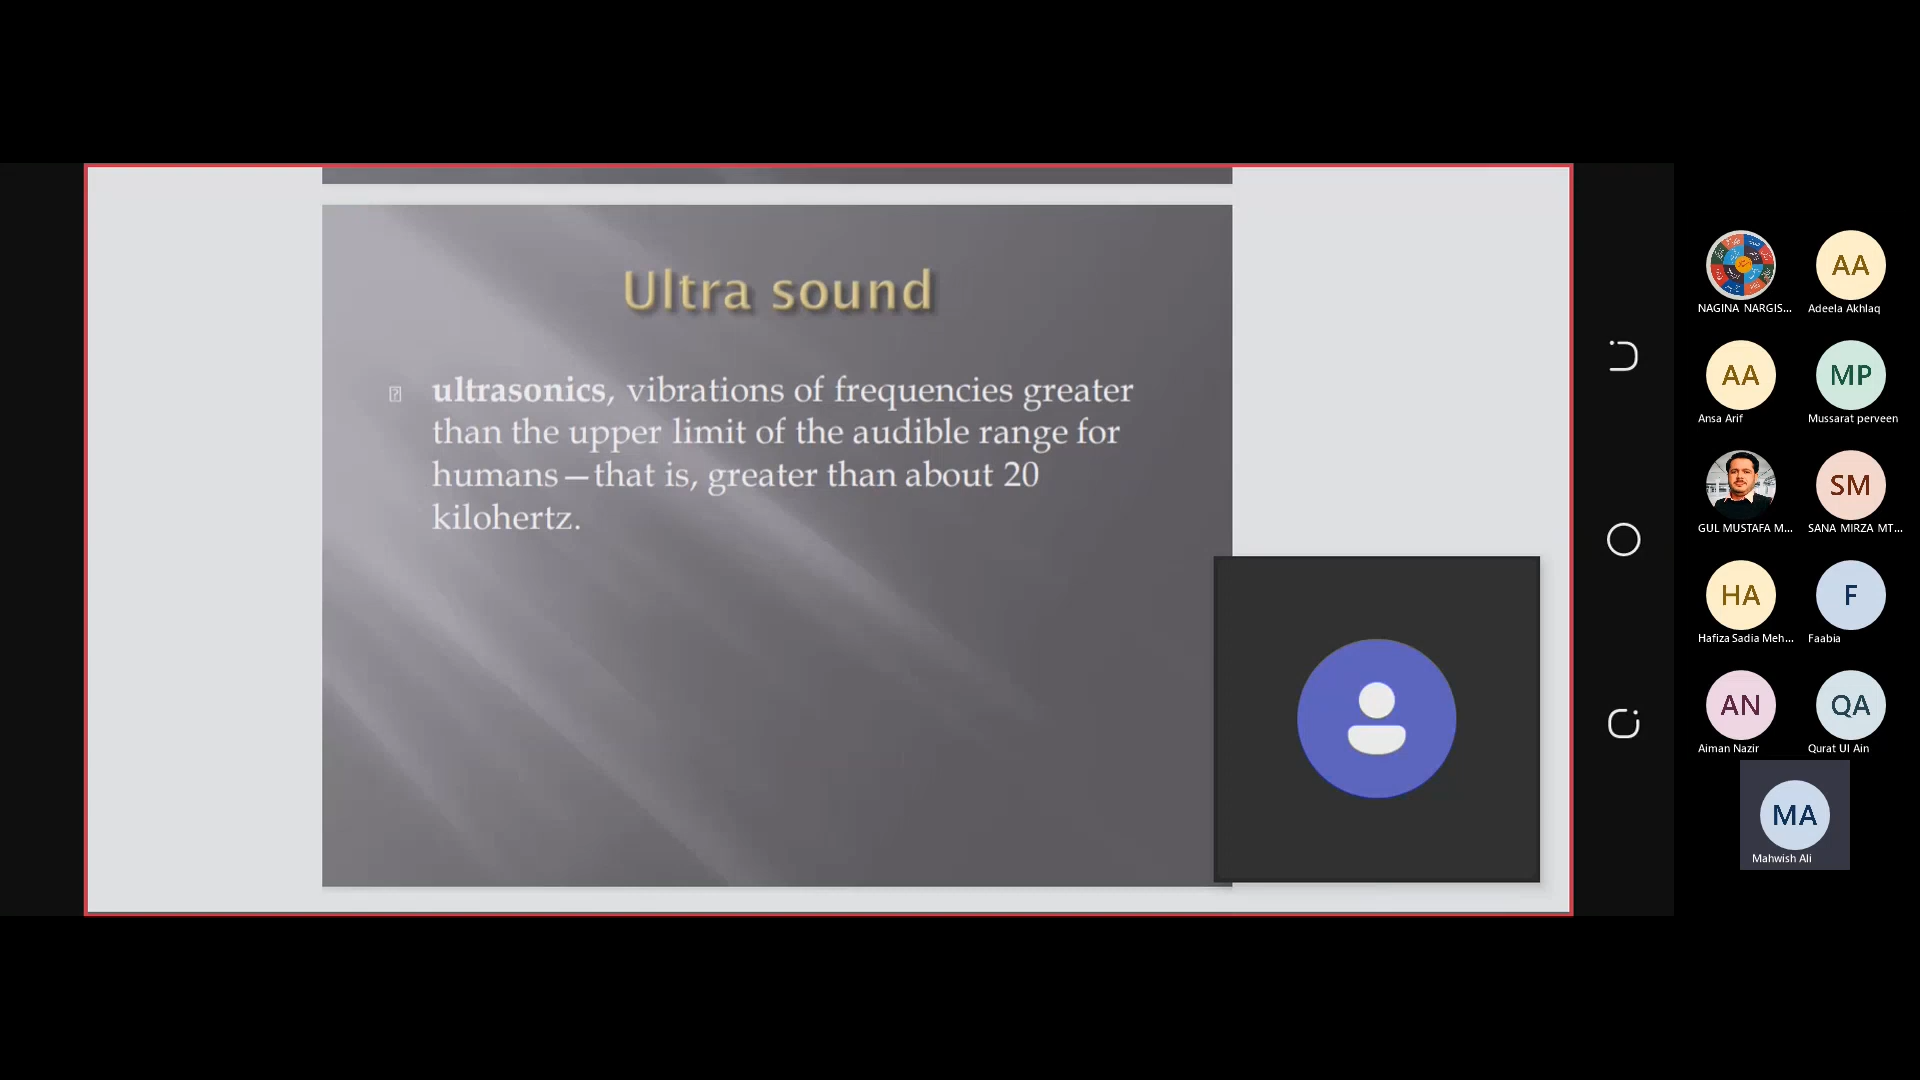 Ultra sound
ultrasonics, vibrations of frequencies greater
than the upper limit of the audible range for
humans—that is, greater than about 20
kilohertz.
AA
NAGINA NARGIS...
Adeela Akhlaq
AA
MP
Ansa Arif
Mussarat perveen
SM
GUL MUSTAFA M...
SANA MIRZA MT...
HA
F
Hafiza Sadia Meh...
Faabia
AN
QA
Aiman Nazir
Qurat Ul Ain
MA
Mahwish Ali